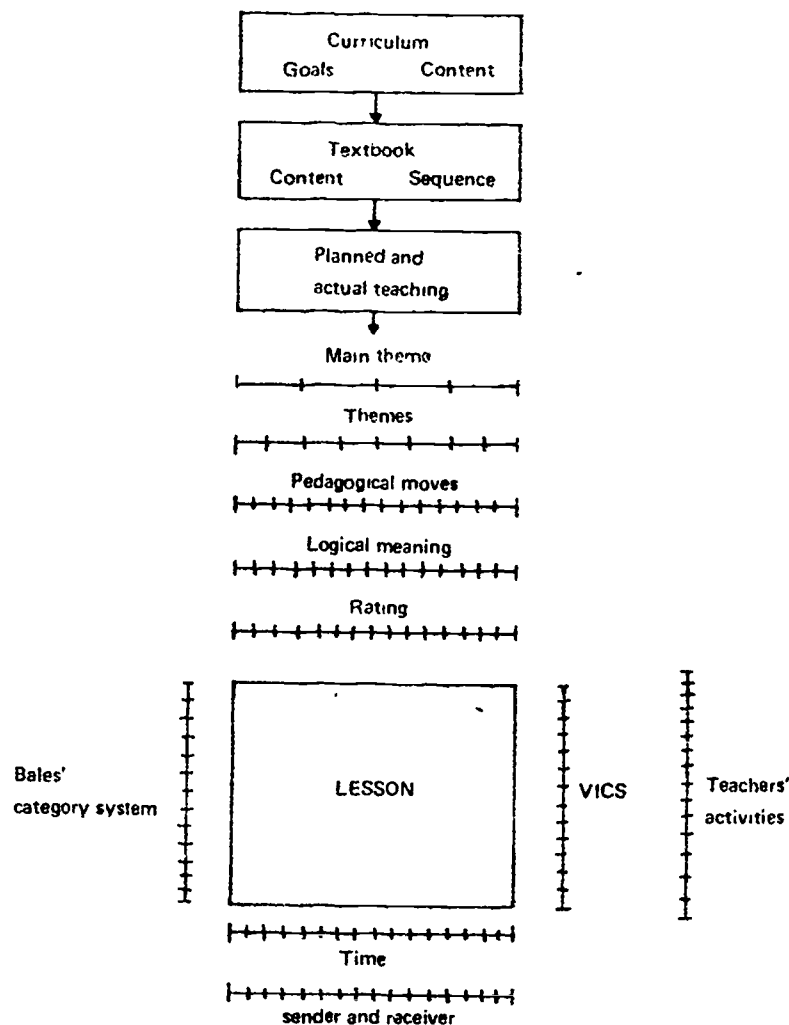 Curriculum
Goals Content
Textbook
Content Sequence
Planned and
actual teaching
Main theme
Themes
Pedagogical moves
Logical meaning
Rating
Bales'
category system
LESSON
VICS
Teachers'
activities
Time
sender and receiver